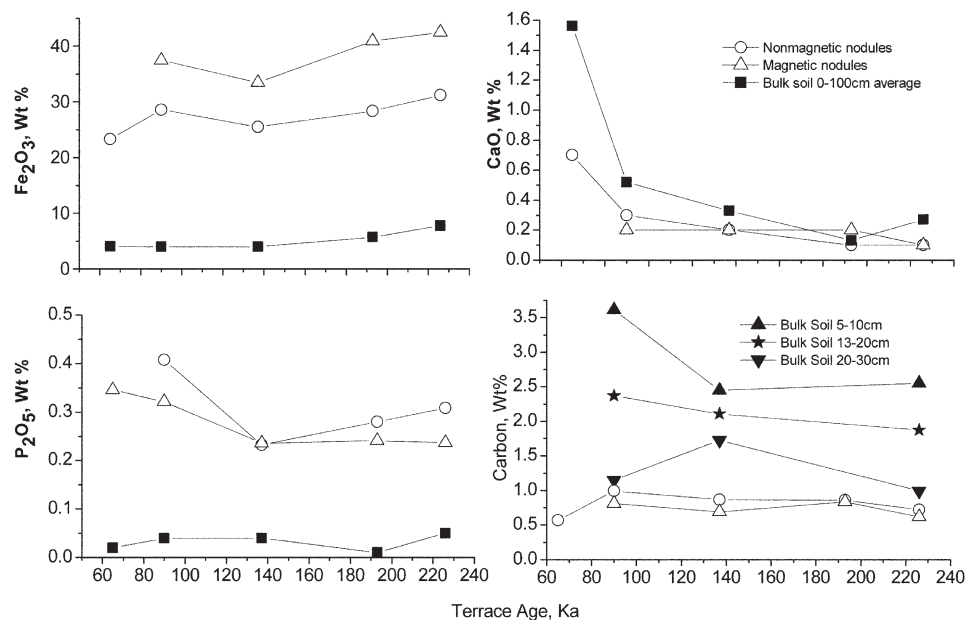 Fe2O3, Wt %
40
30
20
10
0
CaO, Wt %
1.6
1.4
1.2
1.0
0.8
0.6
0.4
0.2
0.0
Nonmagnetic nodules
Magnetic nodules
Bulk soil 0-100cm average
P2O5, Wt %
0.5
0.4
0.3
0.2
0.1
0.0
60 80 100 120 140 160 180 200 220 240
Carbon, Wt%
3.5
3.0
2.5
2.0
1.5
1.0
0.5
0.0
Bulk Soil 5-10cm
Bulk Soil 13-20cm
Bulk Soil 20-30cm
60 80 100 120 140 160 180 200 220 240
Terrace Age, Ka